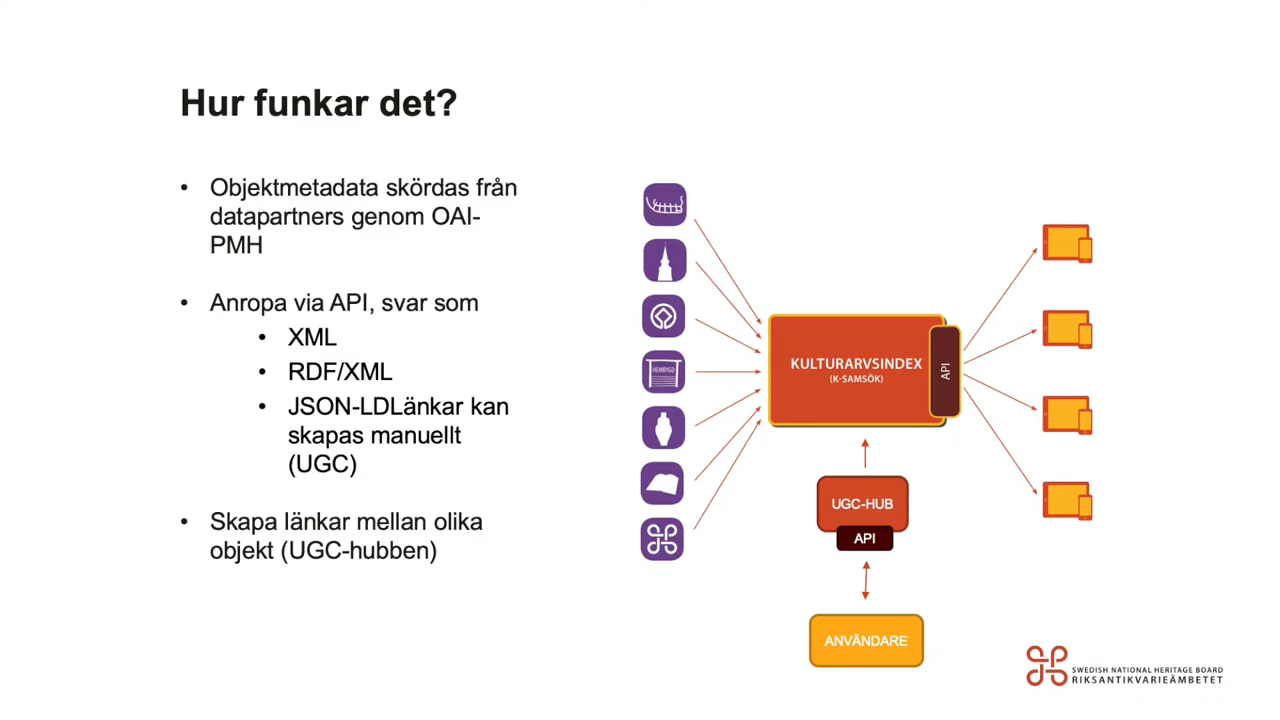 Hur funkar det?
• Objektmetadata skördas från
datapartners genom OAI-
PMH
• Anropa via API, svar som
• XML
• RDF/XML
• JSON-LDLänkar kan
skapas manuellt
(UGC)
• Skapa länkar mellan olika
objekt (UGC-hubben)
HEMBYGD
KULTURARVSINDEX
(K-SAMSÖK)
API
UGC-HUB
API
ANVÄNDARE
SWEDISH NATIONAL HERITAGE BOARD
RIKSANTIKVARIEÄMBETET